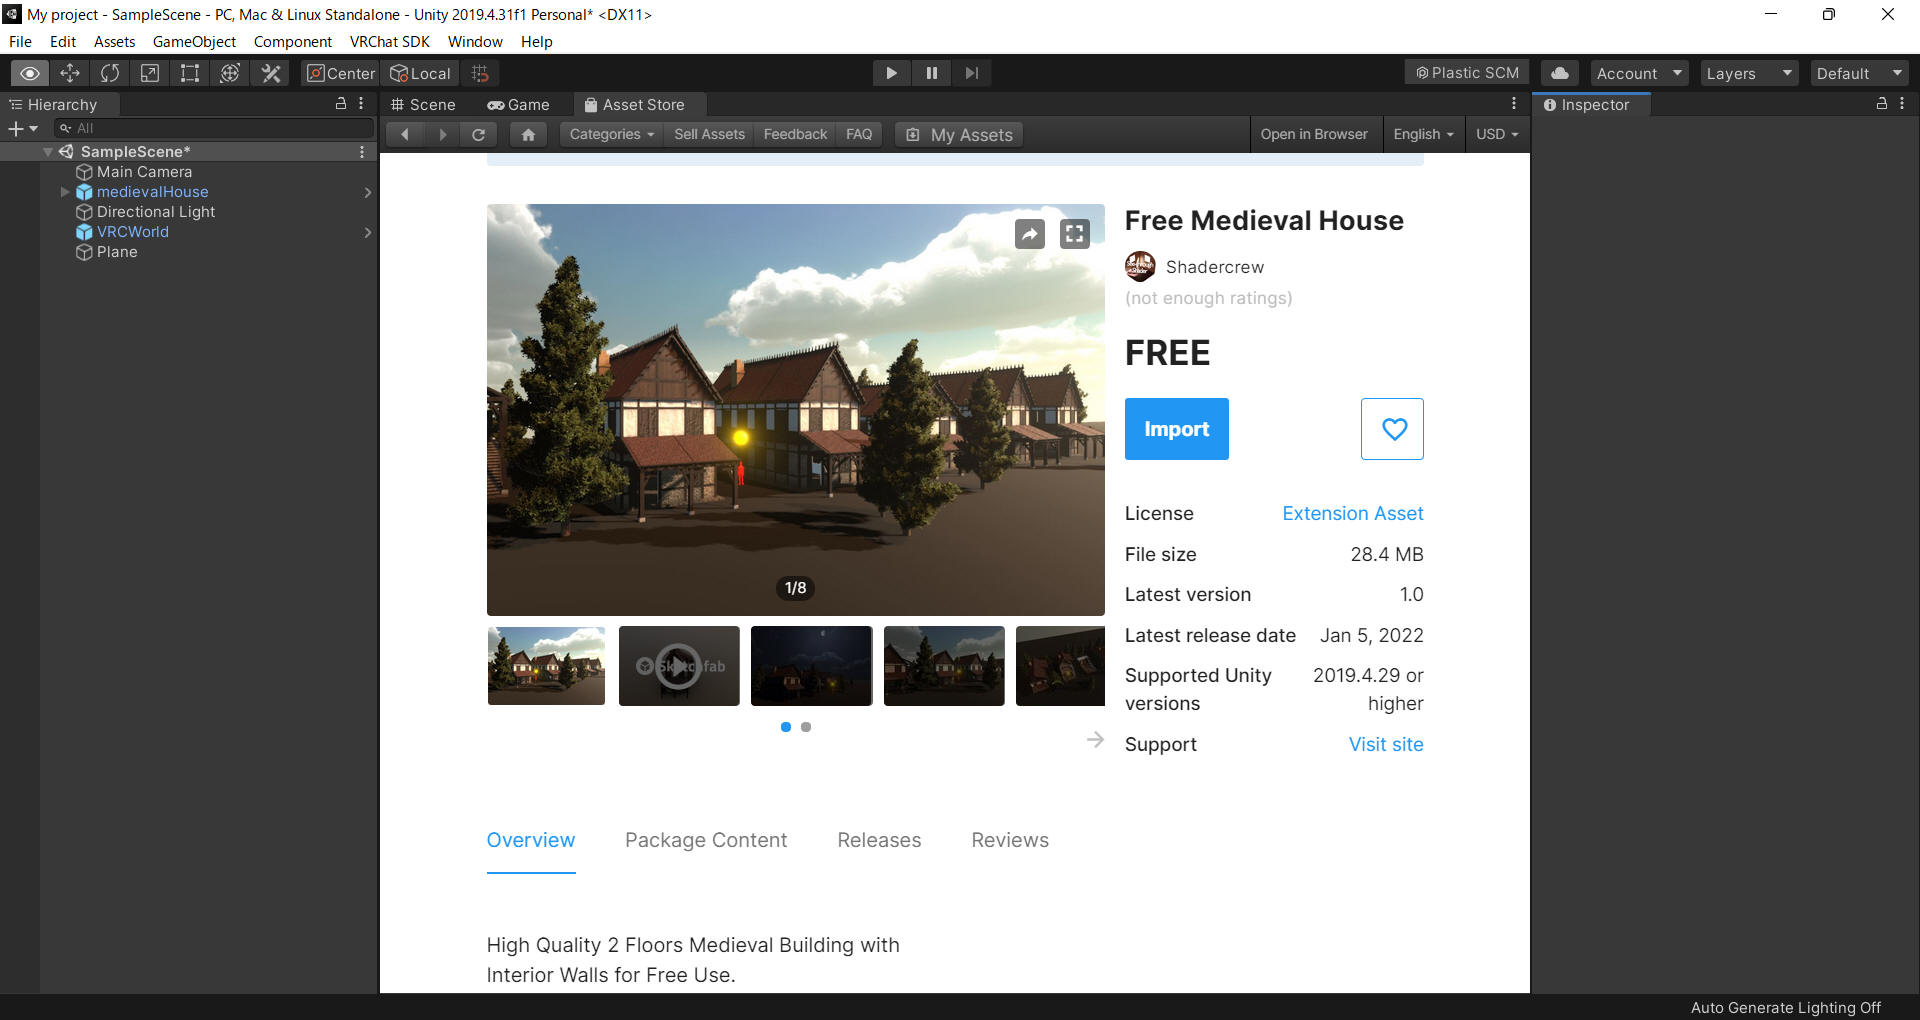 My project - SampleScene - PC, Mac & Linux Standalone - Unity 2019.4.31f1 Personal* <DX11>
File Edit Assets GameObject Component VRChat SDK Window Help
Center Local Plastic SCM Account Layers Default
Hierarchy
Scene Game Asset Store
Inspector
All
Categories Sell Assets Feedback FAQ My Assets Open in Browser English USD
SampleScene*
Main Camera
medievalHouse
Directional Light
VRCWorld
Plane
Free Medieval House
Shadercrew
(not enough ratings)
FREE
Import
License Extension Asset
File size 28.4 MB
Latest version 1.0
Latest release date Jan 5, 2022
Supported Unity versions 2019.4.29 or higher
Support Visit site
1/8
Overview Package Content Releases Reviews
High Quality 2 Floors Medieval Building with
Interior Walls for Free Use.
Auto Generate Lighting Off